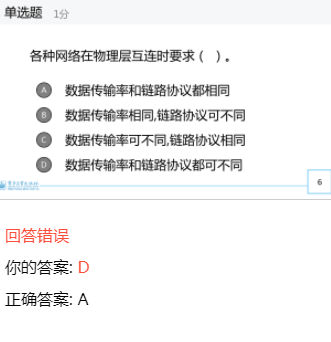 单选题 1分
各种网络在物理层互连时要求（ ）。
A 数据传输率和链路协议都相同
B 数据传输率相同,链路协议可不同
C 数据传输率可不同,链路协议相同
D 数据传输率和链路协议都可不同
6
回答错误
你的答案: D
正确答案: A